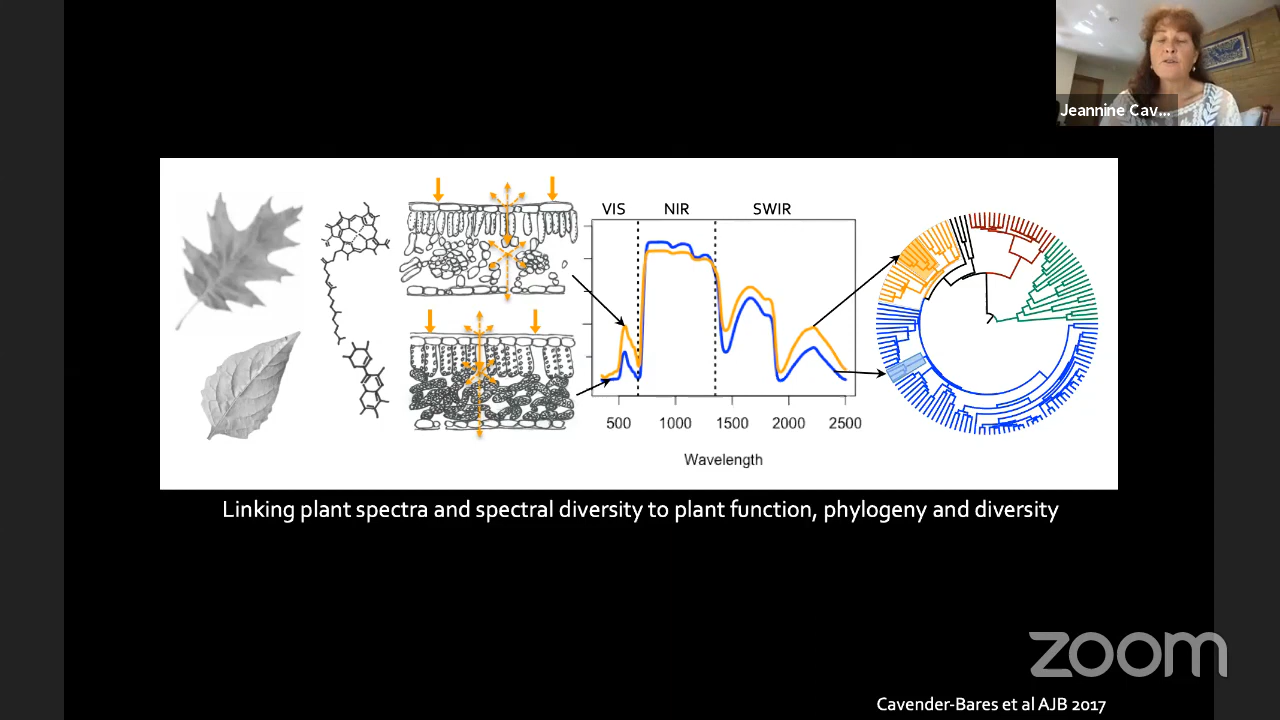 Jeannine Cav...
VIS NIR SWIR
500 1000 1500 2000 2500
Wavelength
Linking plant spectra and spectral diversity to plant function, phylogeny and diversity
zoom
Cavender-Bares et al AJB 2017